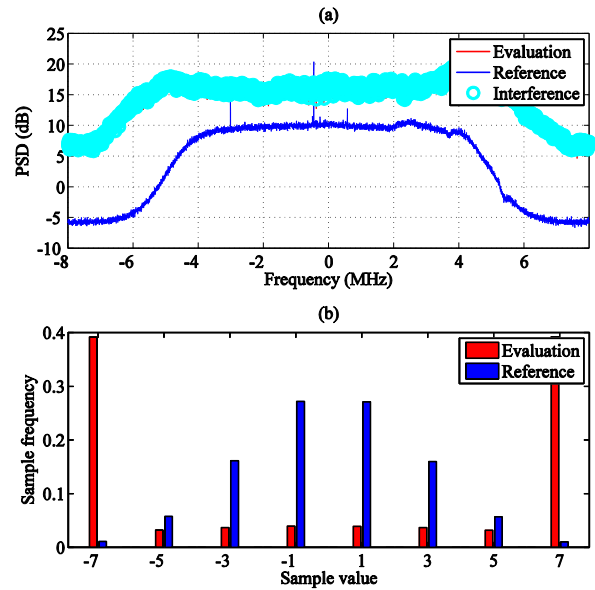 (a)
25
20
15
10
5
0
-5
-10
PSD (dB)
Evaluation
Reference
Interference
-8 -6 -4 -2 0 2 4 6
Frequency (MHz)
(b)
0.4
0.3
0.2
0.1
0
Sample frequency
Evaluation
Reference
-7 -5 -3 -1 1 3 5 7
Sample value